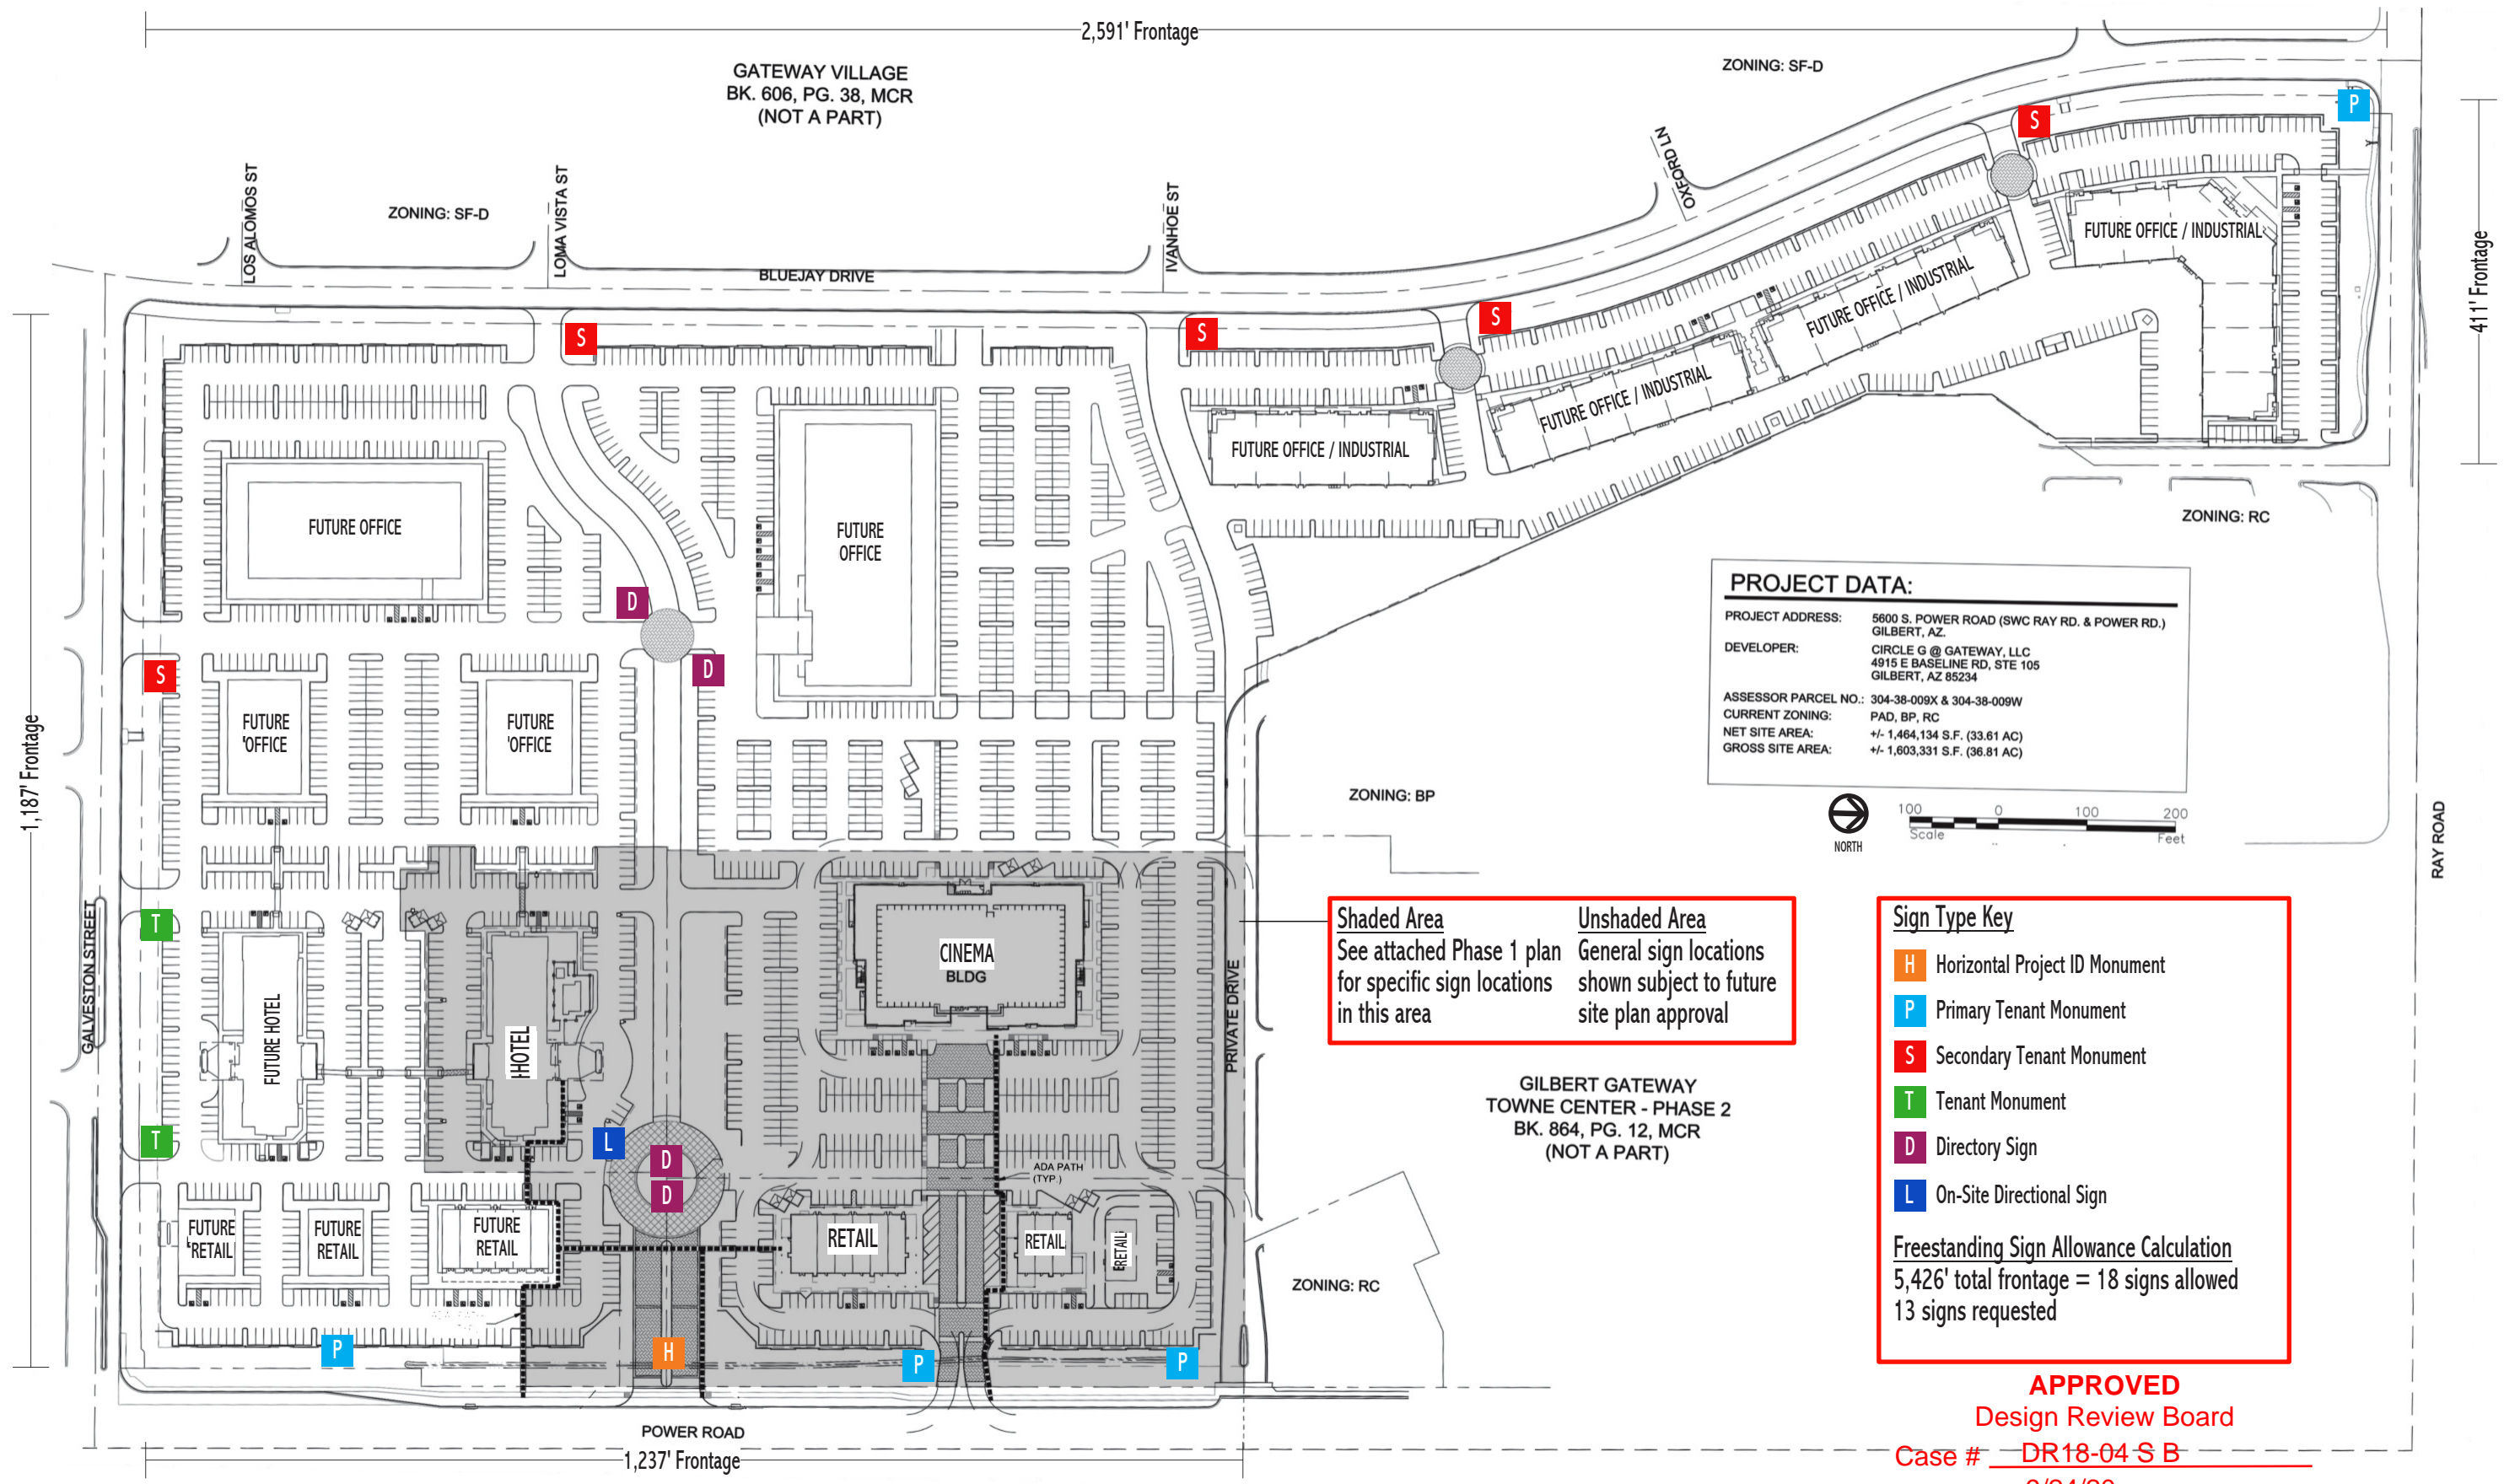 2,591' Frontage
GATEWAY VILLAGE
BK. 606, PG. 38, MCR
(NOT A PART)
ZONING: SF-D
P
S
411' Frontage
LOS ALOMOS ST
ZONING: SF-D
LOMA VISTA ST
IVANHOE ST
OXFORD LN
BLUEJAY DRIVE
FUTURE OFFICE / INDUSTRIAL
FUTURE OFFICE / INDUSTRIAL
S
S
S
FUTURE OFFICE / INDUSTRIAL
FUTURE OFFICE / INDUSTRIAL
ZONING: RC
FUTURE OFFICE
FUTURE
OFFICE
D
D
S
FUTURE
OFFICE
FUTURE
OFFICE
1,187' Frontage
PROJECT DATA:
PROJECT ADDRESS: 5600 S. POWER ROAD (SWC RAY RD. & POWER RD.)
GILBERT, AZ.
DEVELOPER: CIRCLE G @ GATEWAY, LLC
4915 E BASELINE RD, STE 105
GILBERT, AZ 85234
ASSESSOR PARCEL NO.: 304-38-009X & 304-38-009W
CURRENT ZONING: PAD, BP, RC
NET SITE AREA: +/- 1,464,134 S.F. (33.61 AC)
GROSS SITE AREA: +/- 1,603,331 S.F. (36.81 AC)
ZONING: BP
NORTH
100 0 100 200
Scale Feet
RAY ROAD
GALVESTON STREET
T
T
FUTURE HOTEL
HOTEL
CINEMA
BLDG
PRIVATE DRIVE
Shaded Area
See attached Phase 1 plan
for specific sign locations
in this area
Unshaded Area
General sign locations
shown subject to future
site plan approval
GILBERT GATEWAY
TOWNE CENTER - PHASE 2
BK. 864, PG. 12, MCR
(NOT A PART)
L
D
D
ADA PATH
(TYP.)
FUTURE
RETAIL
FUTURE
RETAIL
FUTURE
RETAIL
RETAIL
RETAIL
RETAIL
ZONING: RC
P
H
P
P
POWER ROAD
1,237' Frontage
Sign Type Key
H Horizontal Project ID Monument
P Primary Tenant Monument
S Secondary Tenant Monument
T Tenant Monument
D Directory Sign
L On-Site Directional Sign
Freestanding Sign Allowance Calculation
5,426' total frontage = 18 signs allowed
13 signs requested
APPROVED
Design Review Board
Case # DR18-04 S B